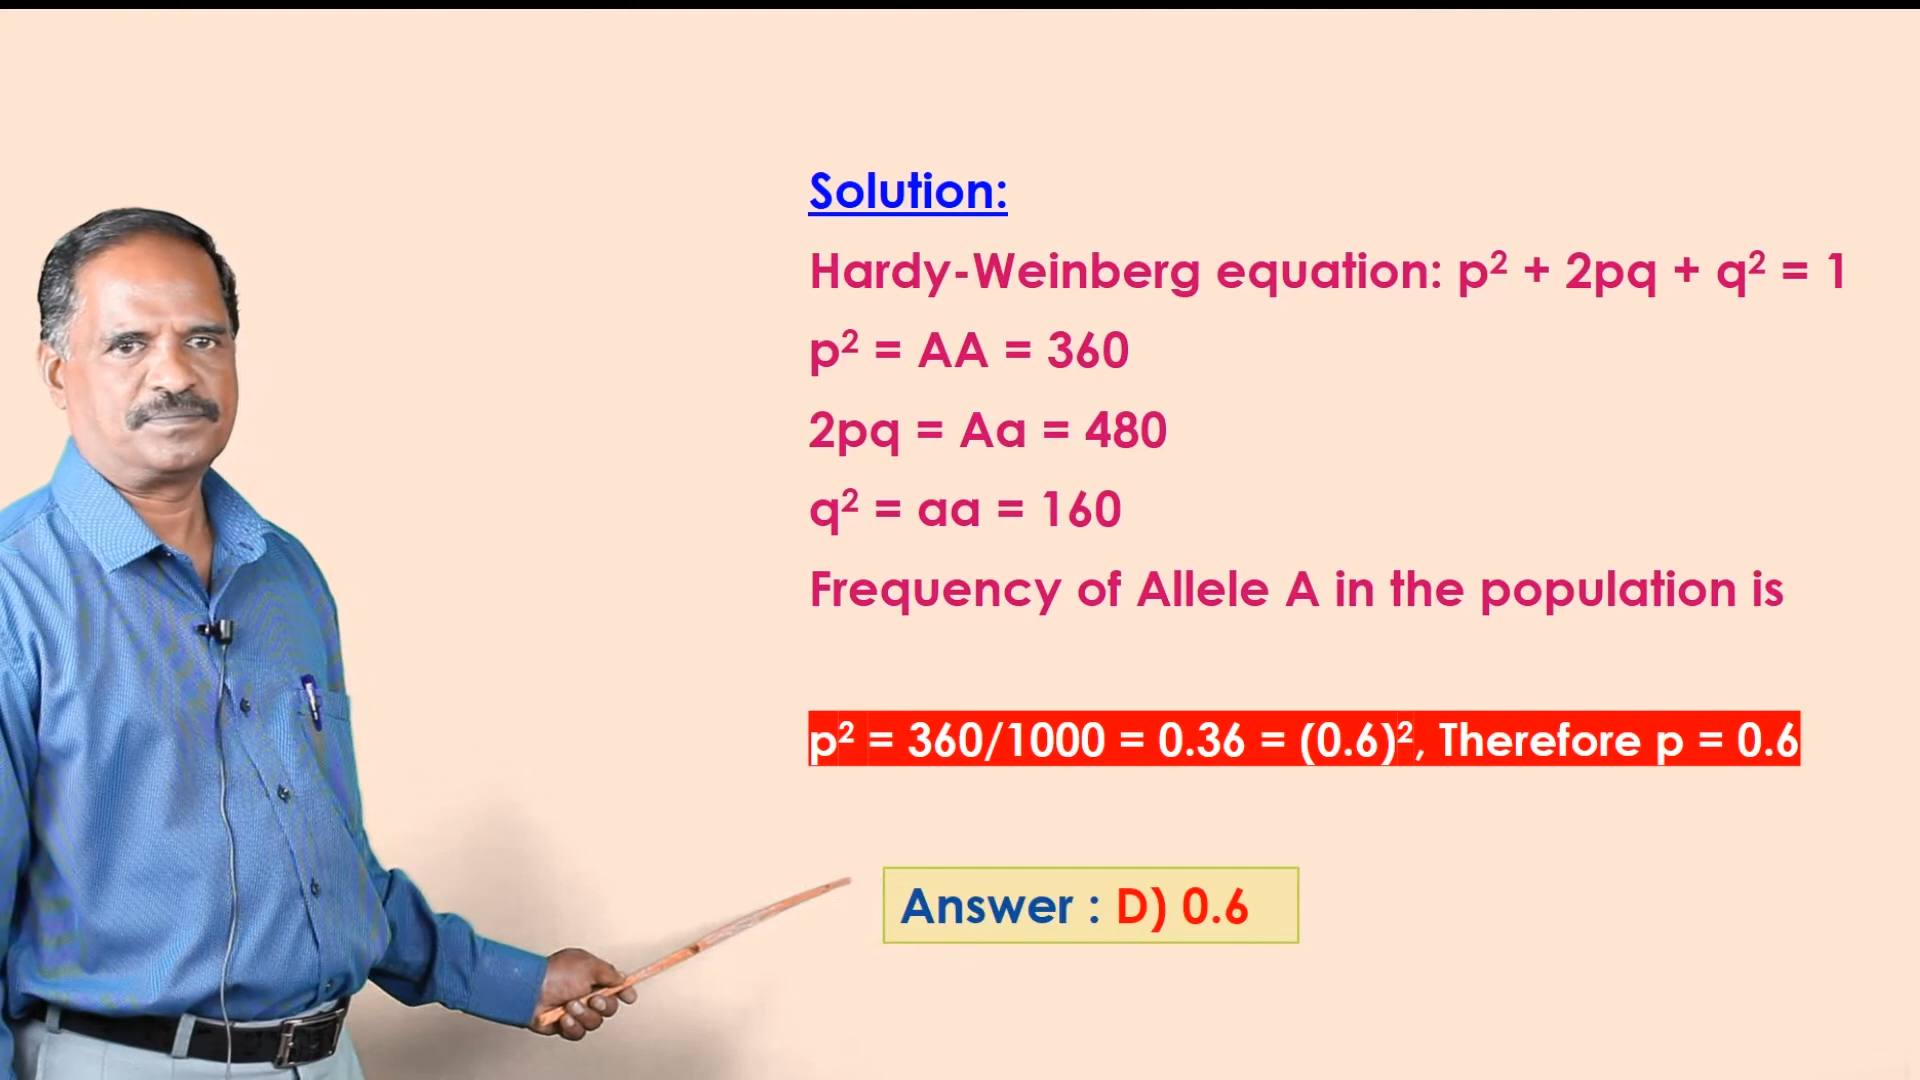 Solution:
Hardy-Weinberg equation: p² + 2pq + q² = 1
p² = AA = 360
2pq = Aa = 480
q² = aa = 160
Frequency of Allele A in the population is
p² = 360/1000 = 0.36 = (0.6)², Therefore p = 0.6
Answer : D) 0.6